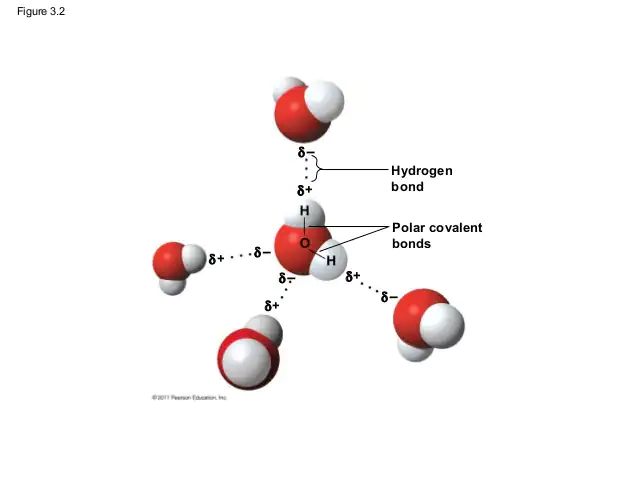 Figure 3.2
δ–
Hydrogen
bond
δ+
H
Polar covalent
bonds
O
δ+
δ–
H
δ–
δ+
δ+
δ–
©2011 Pearson Education, Inc.